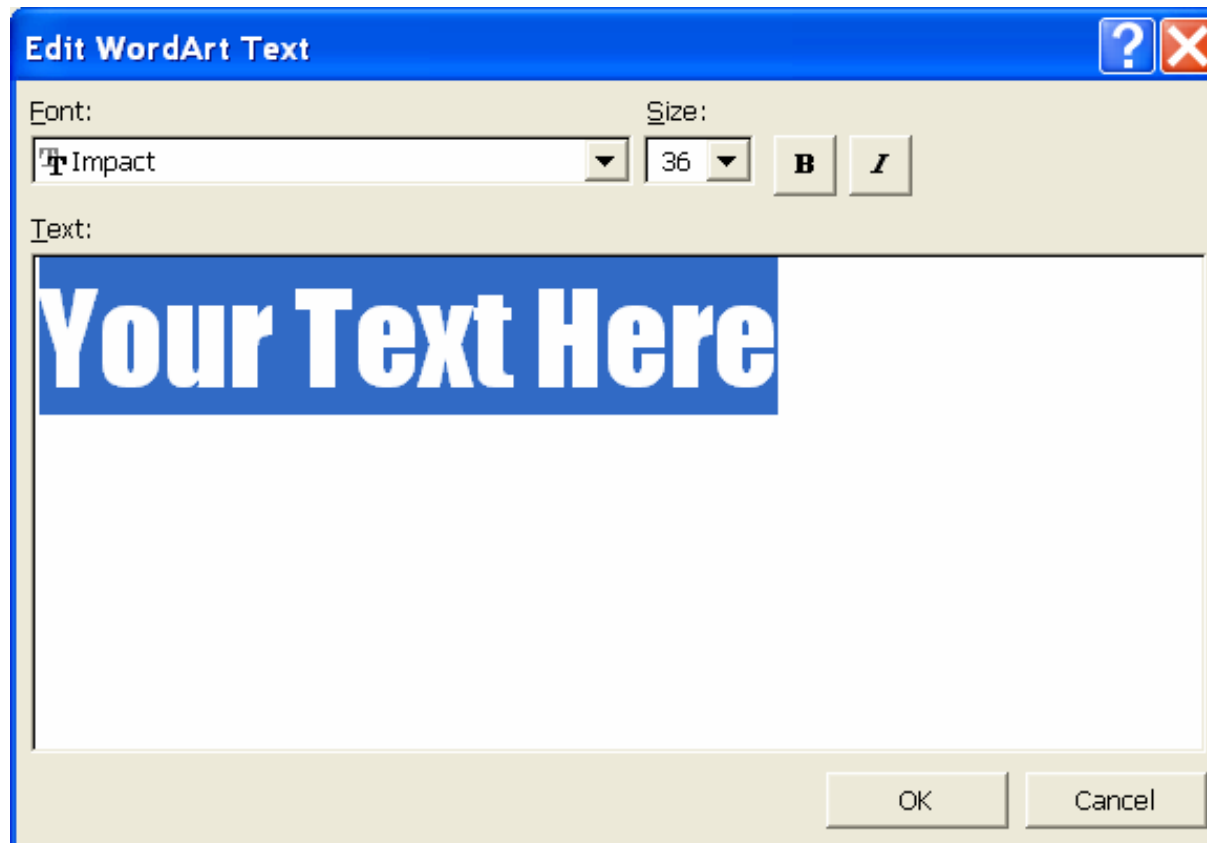 Edit WordArt Text
Font: Size:
Impact 36 B I
Text:
Your Text Here
OK Cancel